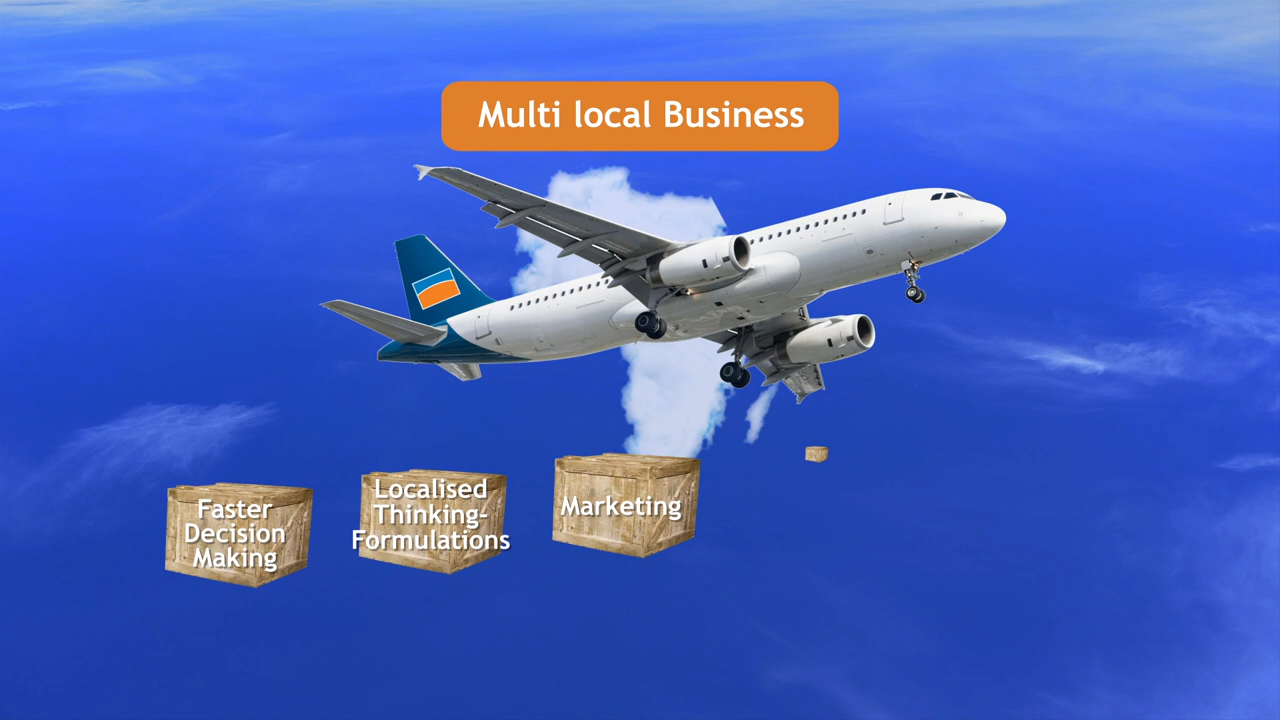 Multi local Business
Faster
Decision
Making
Localised
Thinking-
Formulations
Marketing